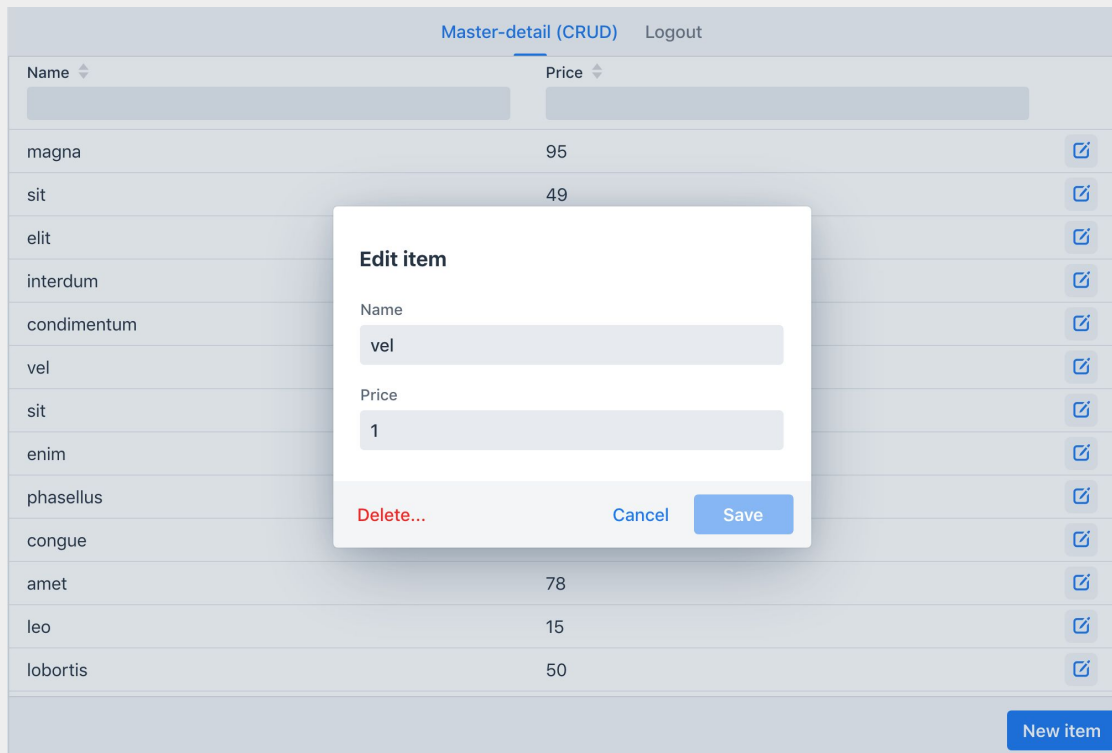 Master-detail (CRUD) Logout
Name Price
magna 95
sit 49
elit
Edit item
interdum
Name
condimentum
vel
vel
Price
sit
1
enim
phasellus
Delete... Cancel Save
congue
amet 78
leo 15
lobortis 50
New item